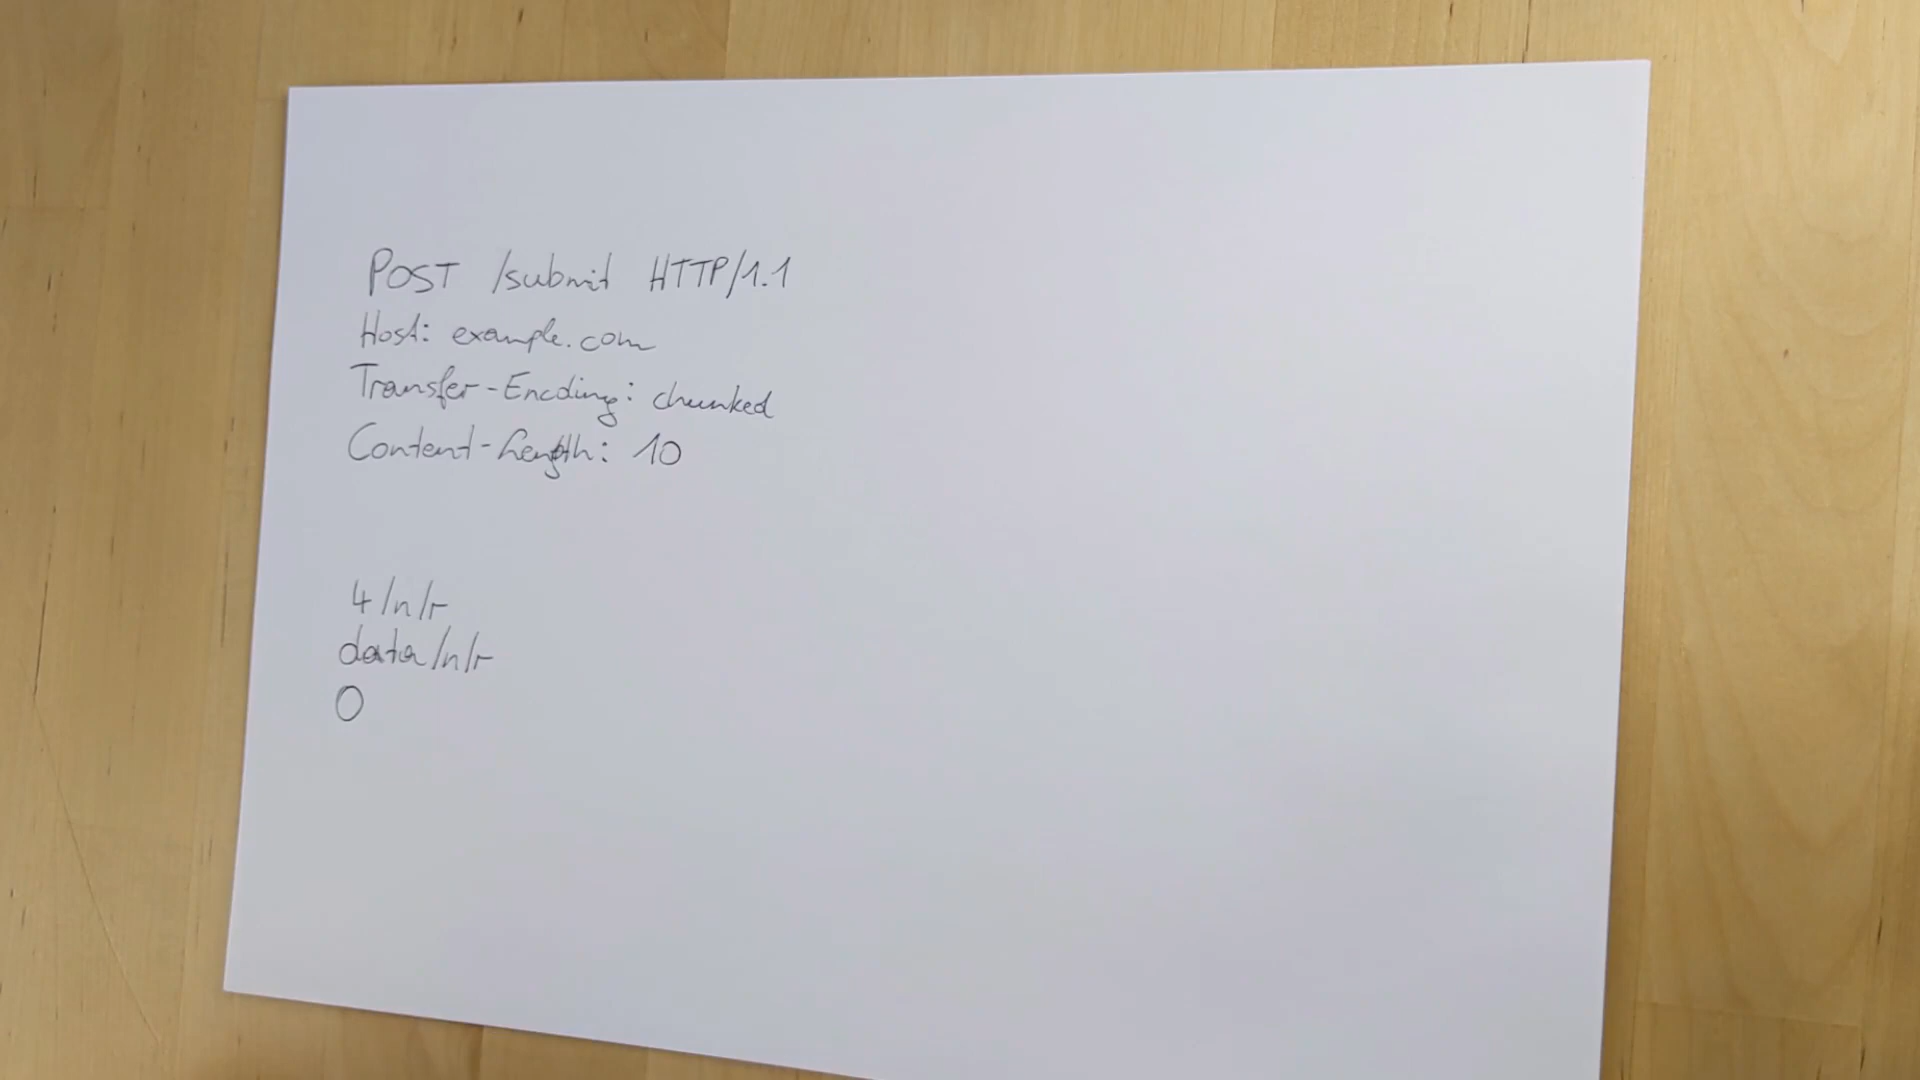 POST /submit HTTP/1.1
Host: example.com
Transfer-Encoding: chunked
Content-Length: 10
4/n/r
data/n/r
0